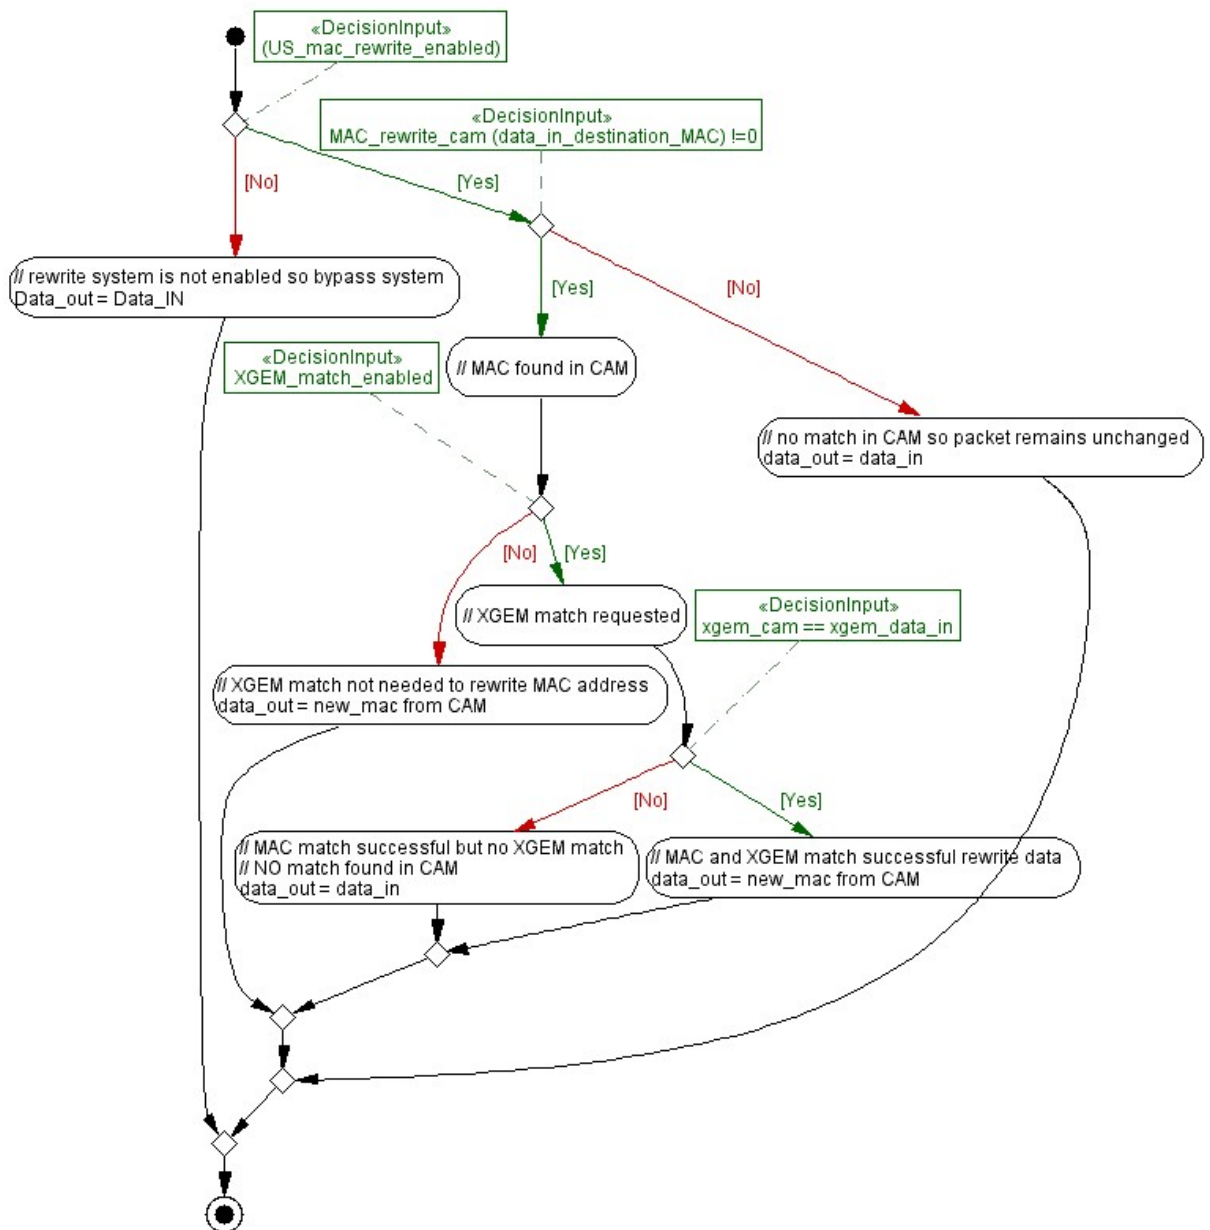 «DecisionInput»
(US_mac_rewrite_enabled)
«DecisionInput»
MAC_rewrite_cam (data_in_destination_MAC) !=0
[No]
[Yes]
// rewrite system is not enabled so bypass system
Data_out = Data_IN
[Yes]
[No]
«DecisionInput»
XGEM_match_enabled
// MAC found in CAM
// no match in CAM so packet remains unchanged
data_out = data_in
[No]
[Yes]
// XGEM match requested
«DecisionInput»
xgem_cam == xgem_data_in
// XGEM match not needed to rewrite MAC address
data_out = new_mac from CAM
[No]
[Yes]
// MAC match successful but no XGEM match
// NO match found in CAM
data_out = data_in
// MAC and XGEM match successful rewrite data
data_out = new_mac from CAM